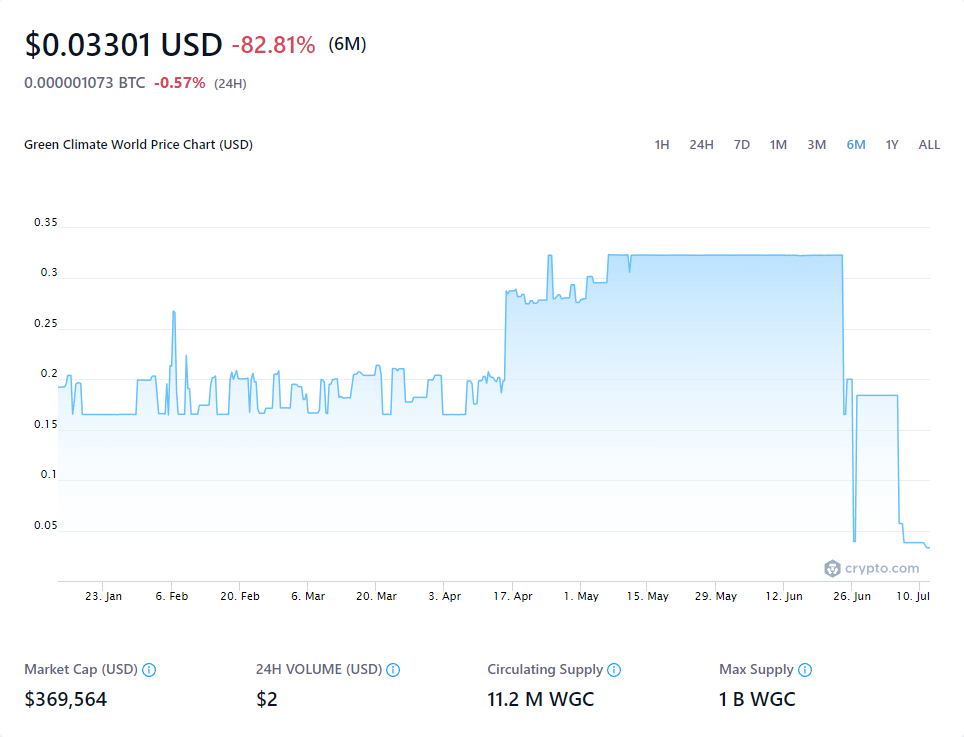 $0.03301 USD -82.81% (6M)
0.000001073 BTC -0.57% (24H)
Green Climate World Price Chart (USD) 1H 24H 7D 1M 3M 6M 1Y ALL
0.35
0.3
0.25
0.2
0.15
0.1
0.05
crypto.com
23. Jan 6. Feb 20. Feb 6. Mar 20. Mar 3. Apr 17. Apr 1. May 15. May 29. May 12. Jun 26. Jun 10. Jul
Market Cap (USD) 24H VOLUME (USD) Circulating Supply Max Supply
$369,564 $2 11.2 M WGC 1 B WGC